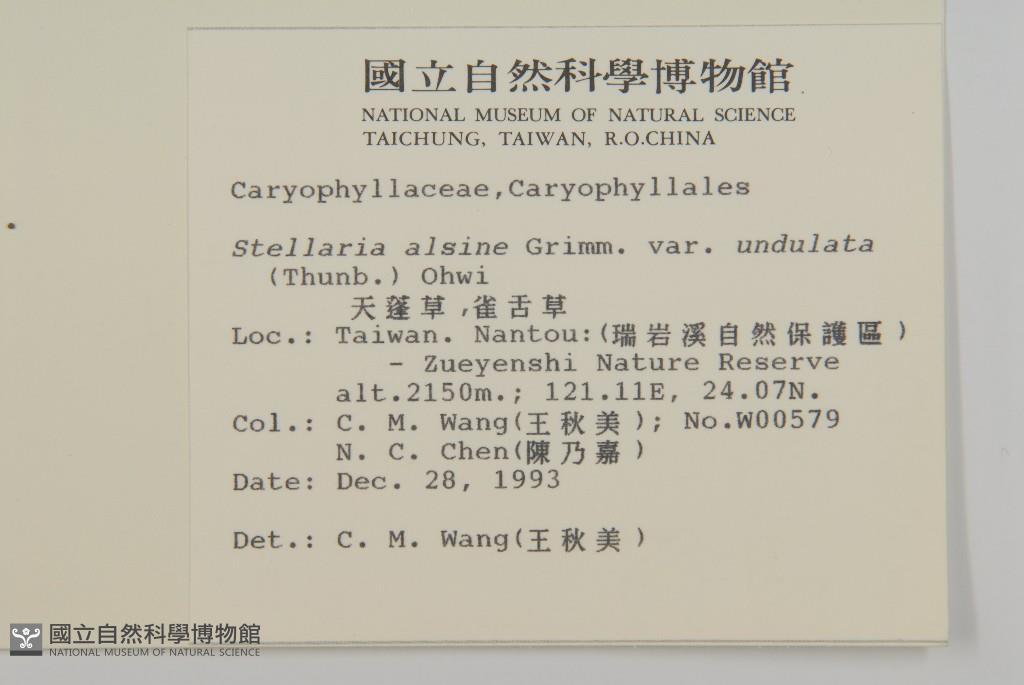 國立自然科學博物館
NATIONAL MUSEUM OF NATURAL SCIENCE
TAICHUNG, TAIWAN, R.O.CHINA
Caryophyllaceae,Caryophyllales
Stellaria alsine Grimm. var. undulata
(Thunb.) Ohwi
天蓬草,雀舌草
Loc.: Taiwan. Nantou:(瑞岩溪自然保護區)
- Zueyenshi Nature Reserve
alt.2150m.; 121.11E, 24.07N.
Col.: C. M. Wang(王秋美); No.W00579
N. C. Chen(陳乃嘉)
Date: Dec. 28, 1993
Det.: C. M. Wang(王秋美)
國立自然科學博物館
NATIONAL MUSEUM OF NATURAL SCIENCE